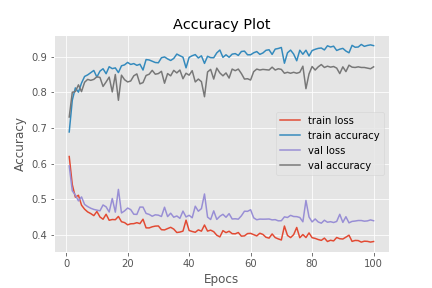 Accuracy Plot
Accuracy
0.9
0.8
0.7
0.6
0.5
0.4
train loss
train accuracy
val loss
val accuracy
0
20
40
60
80
100
Epocs